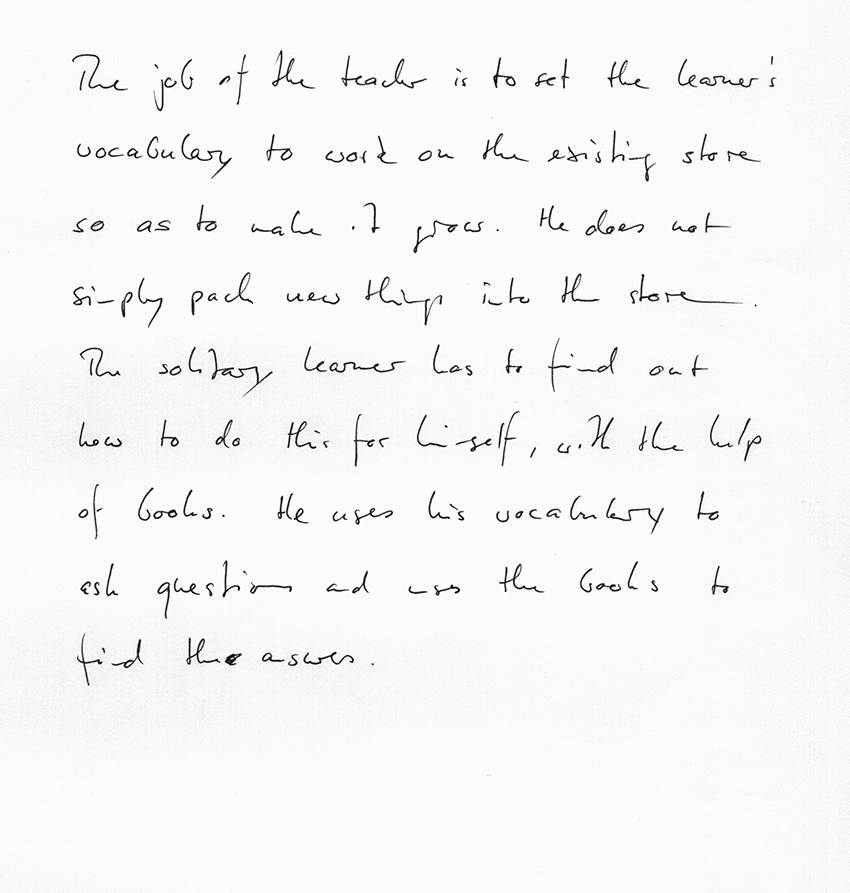 The job of the teacher is to set the learner's
vocabulary to work on the existing store
so as to make it grow. He does not
simply pack new things into the store.
The solitary learner has to find out
how to do this for himself, with the help
of books. He uses his vocabulary to
ask questions and uses the books to
find the answers.